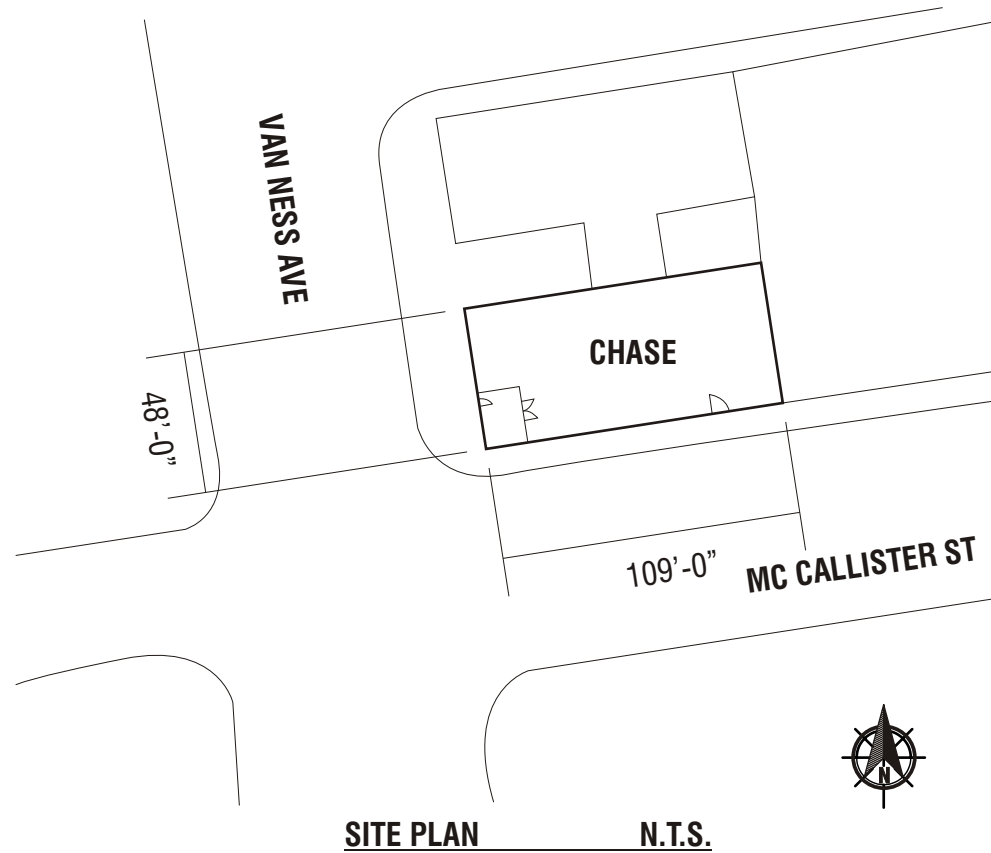 VAN NESS AVE
CHASE
48'-0”
109'-0”
MC CALLISTER ST
N
SITE PLAN N.T.S.